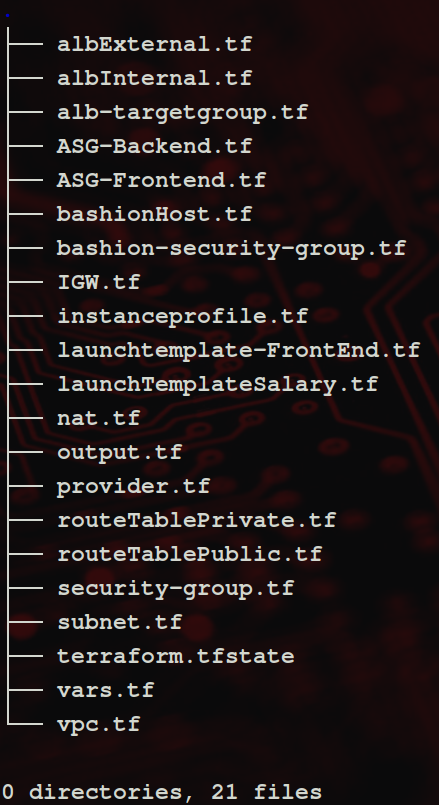 .
├── albExternal.tf
├── albInternal.tf
├── alb-targetgroup.tf
├── ASG-Backend.tf
├── ASG-Frontend.tf
├── bashionHost.tf
├── bashion-security-group.tf
├── IGW.tf
├── instanceprofile.tf
├── launchtemplate-FrontEnd.tf
├── launchTemplateSalary.tf
├── nat.tf
├── output.tf
├── provider.tf
├── routeTablePrivate.tf
├── routeTablePublic.tf
├── security-group.tf
├── subnet.tf
├── terraform.tfstate
├── vars.tf
└── vpc.tf
0 directories, 21 files